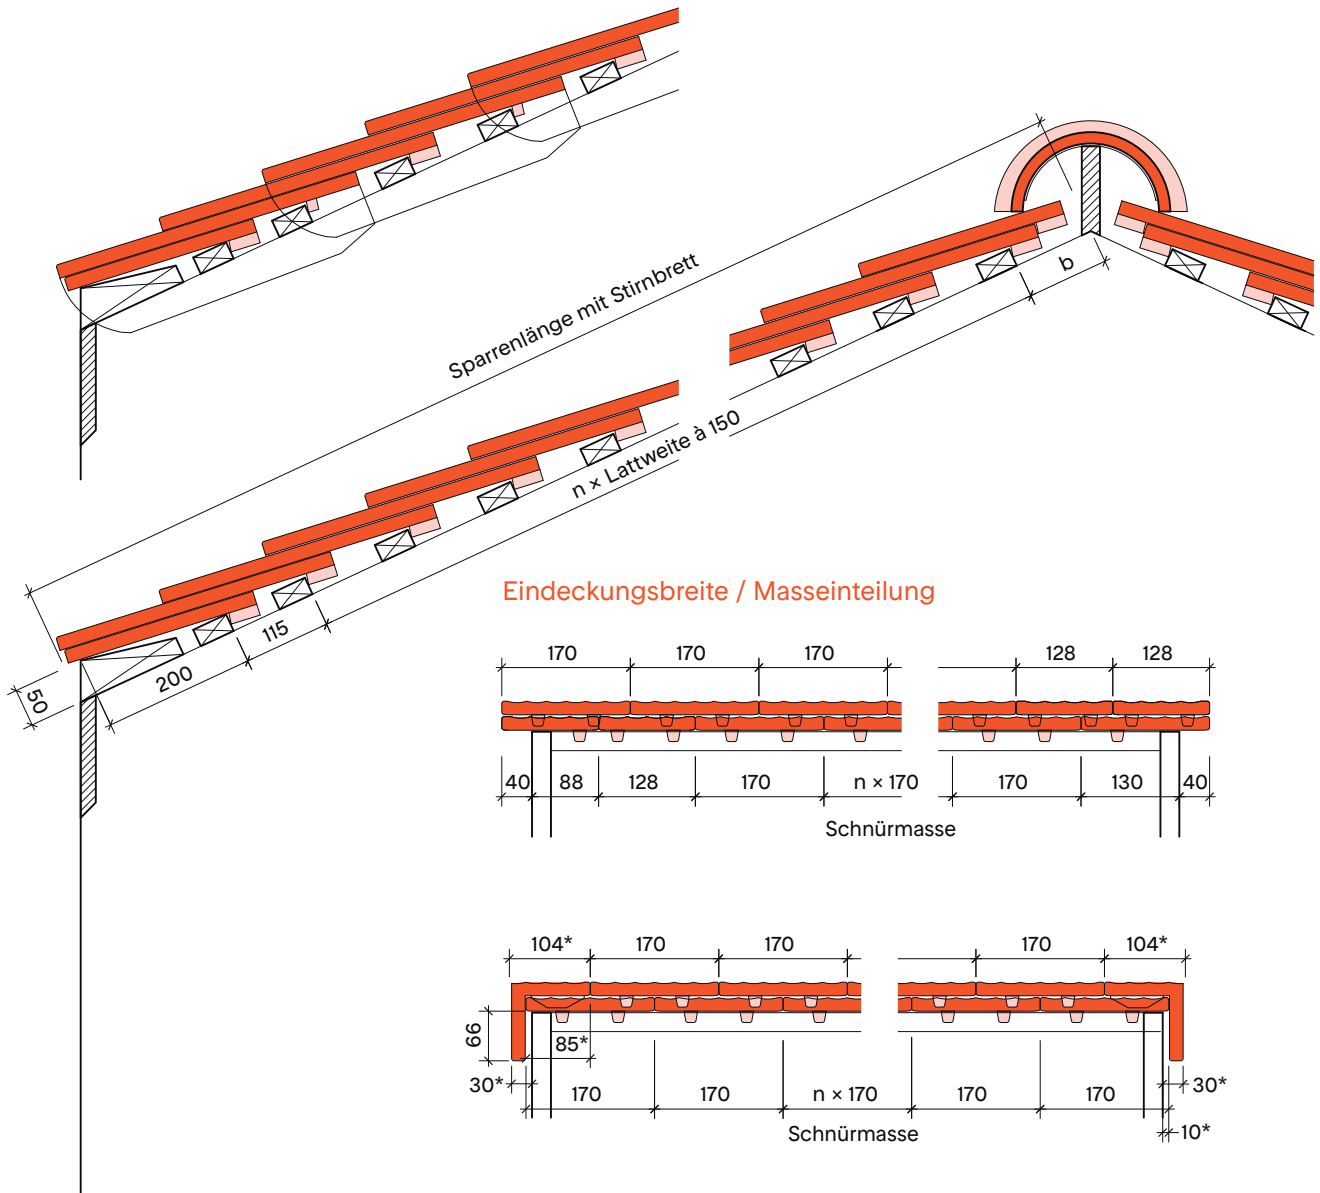 b
Sparrenlänge mit Stirnbrett
n × Lattweite à 150
115
200
50
Eindeckungsbreite / Masseinteilung
170 170 170 128 128
40 88 128 170 n × 170 170 130 40
Schnürmasse
104* 170 170 170 104*
66
85*
30* 170 170 n × 170 170 170 30*
Schnürmasse 10*